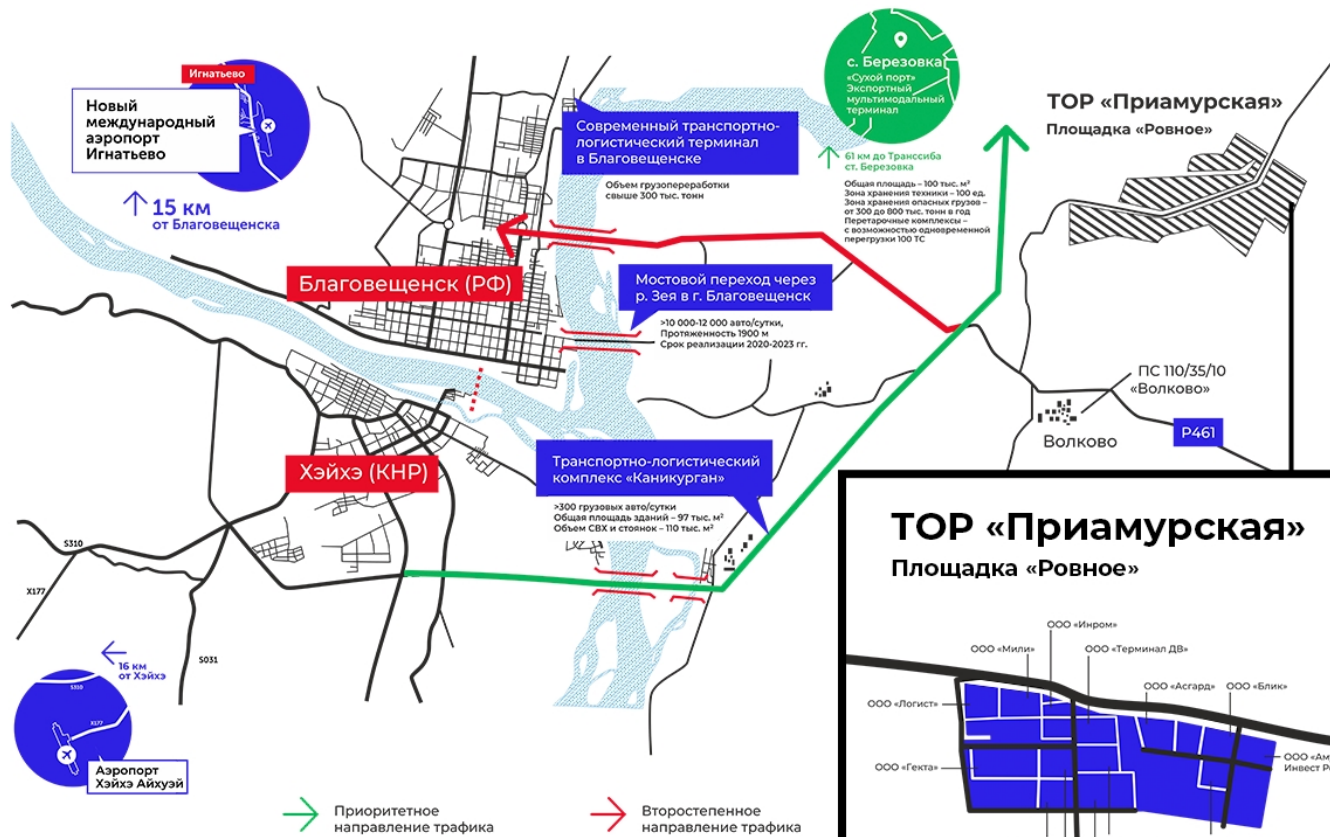 Игнатьево
Новый
международный
аэропорт
Игнатьево
15 км
от Благовещенска
Современный транспортно-
логистический терминал
в Благовещенске
Объем грузопереработки
свыше 300 тыс. тонн
с. Березовка
«Сухой порт»
Экспортный
мультимодальный
терминал
61 км до Транссиба
ст. Березовка
Общая площадь – 100 тыс. м²
Зона хранения техники – 100 ед.
Зона хранения опасных грузов –
от 300 до 800 тыс. тонн в год
Перетарочные комплексы –
с возможностью одновременной
перегрузки 100 ТС
ТОР «Приамурская»
Площадка «Ровное»
Благовещенск (РФ)
Мостовой переход через
р. Зея в г. Благовещенск
>10 000-12 000 авто/сутки,
Протяженность 1900 м
Срок реализации 2020-2023 гг.
ПС 110/35/10
«Волково»
Волково
Р461
Хэйхэ (КНР)
Транспортно-логистический
комплекс «Каникурган»
>300 грузовых авто/сутки
Общая площадь зданий – 97 тыс. м²
Объем СВХ и стоянок – 110 тыс. м²
S310
X177
S031
16 км
от Хэйхэ
S310
X177
Аэропорт
Хэйхэ Айхуэй
ТОР «Приамурская»
Площадка «Ровное»
ООО «Инром»
ООО «Мили»
ООО «Терминал ДВ»
ООО «Логист»
ООО «Асгард»
ООО «Блик»
ООО «Гекта»
ООО «Ам
Инвест Ро
Приоритетное
направление трафика
Второстепенное
направление трафика